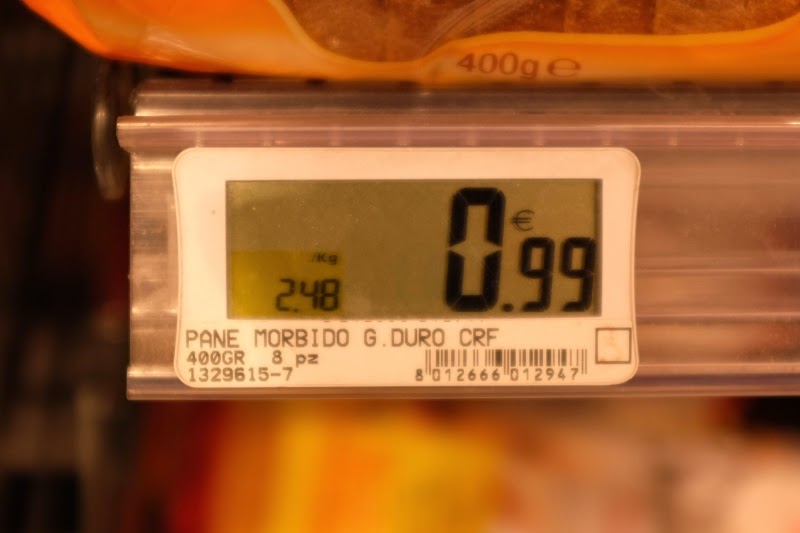 400g ℮
0.99 €
/Kg
2.48
PANE MORBIDO G.DURO CRF
400GR 8 pz
1329615-7
8 012666 012947